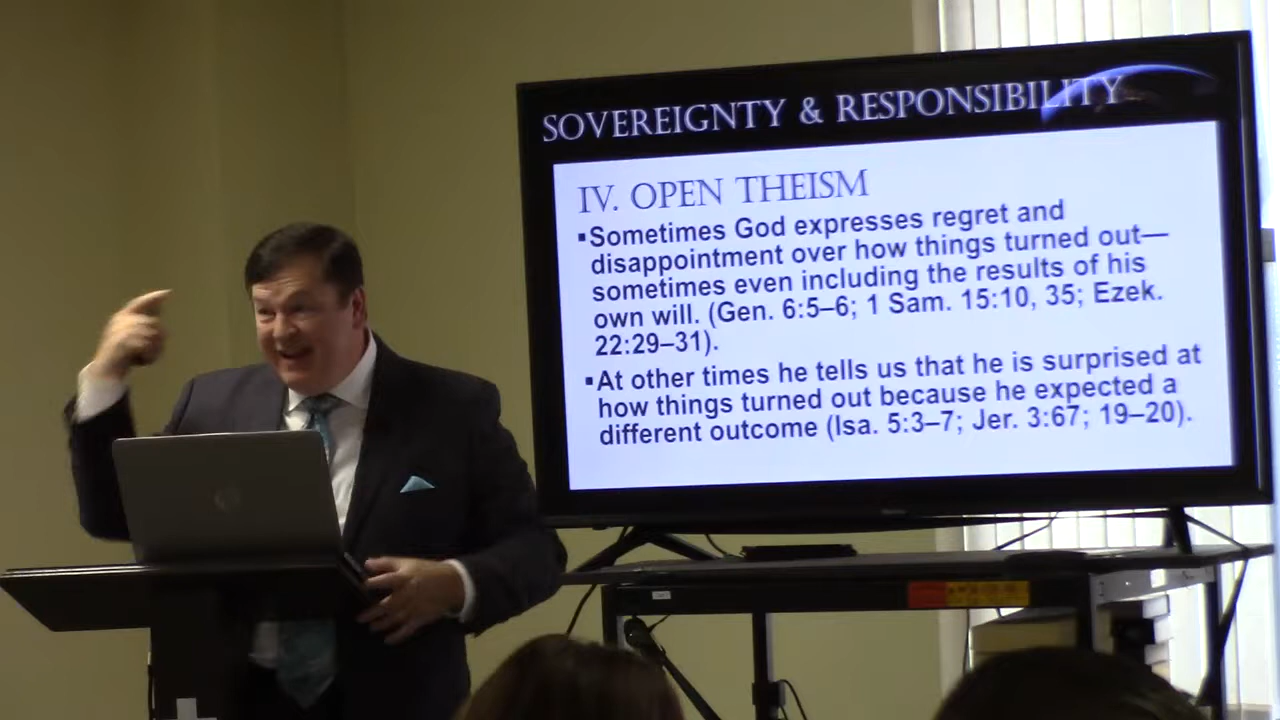 SOVEREIGNTY & RESPONSIBILITY
IV. OPEN THEISM
▪Sometimes God expresses regret and
disappointment over how things turned out—
sometimes even including the results of his
own will. (Gen. 6:5–6; 1 Sam. 15:10, 35; Ezek.
22:29–31).
▪At other times he tells us that he is surprised at
how things turned out because he expected a
different outcome (Isa. 5:3–7; Jer. 3:67; 19–20).